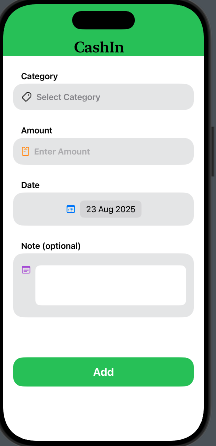 CashIn
Category
Select Category
Amount
Enter Amount
Date
23 Aug 2025
Note (optional)
Add